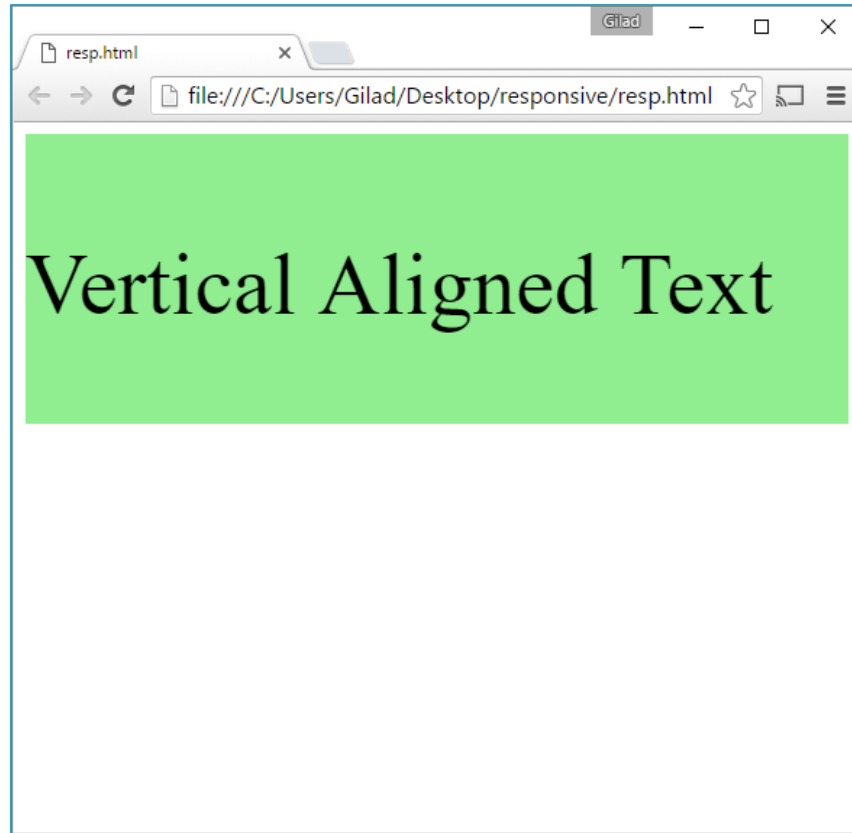 Gilad
resp.html
file:///C:/Users/Gilad/Desktop/responsive/resp.html
Vertical Aligned Text